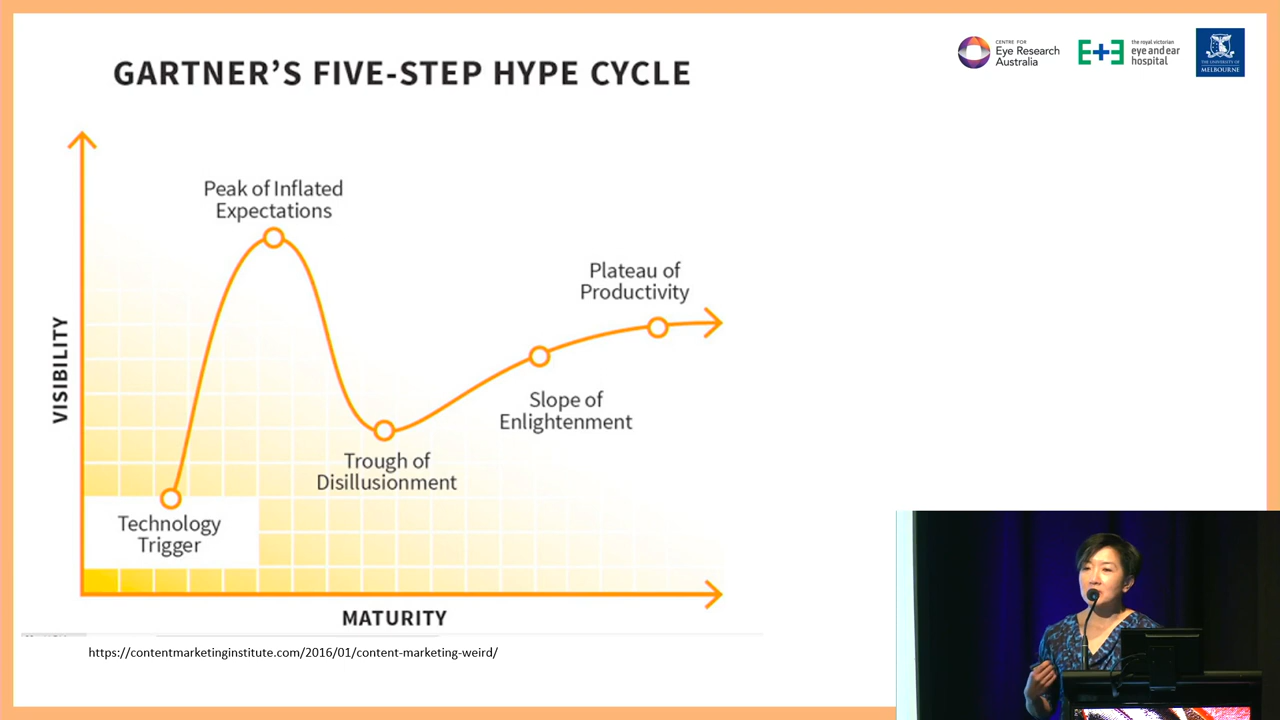 GARTNER'S FIVE-STEP HYPE CYCLE
CENTRE FOR
Eye Research
Australia
E+E
the royal victorian
eye and ear
hospital
THE UNIVERSITY OF
MELBOURNE
VISIBILITY
Peak of Inflated
Expectations
Plateau of
Productivity
Slope of
Enlightenment
Trough of
Disillusionment
Technology
Trigger
MATURITY
https://contentmarketinginstitute.com/2016/01/content-marketing-weird/